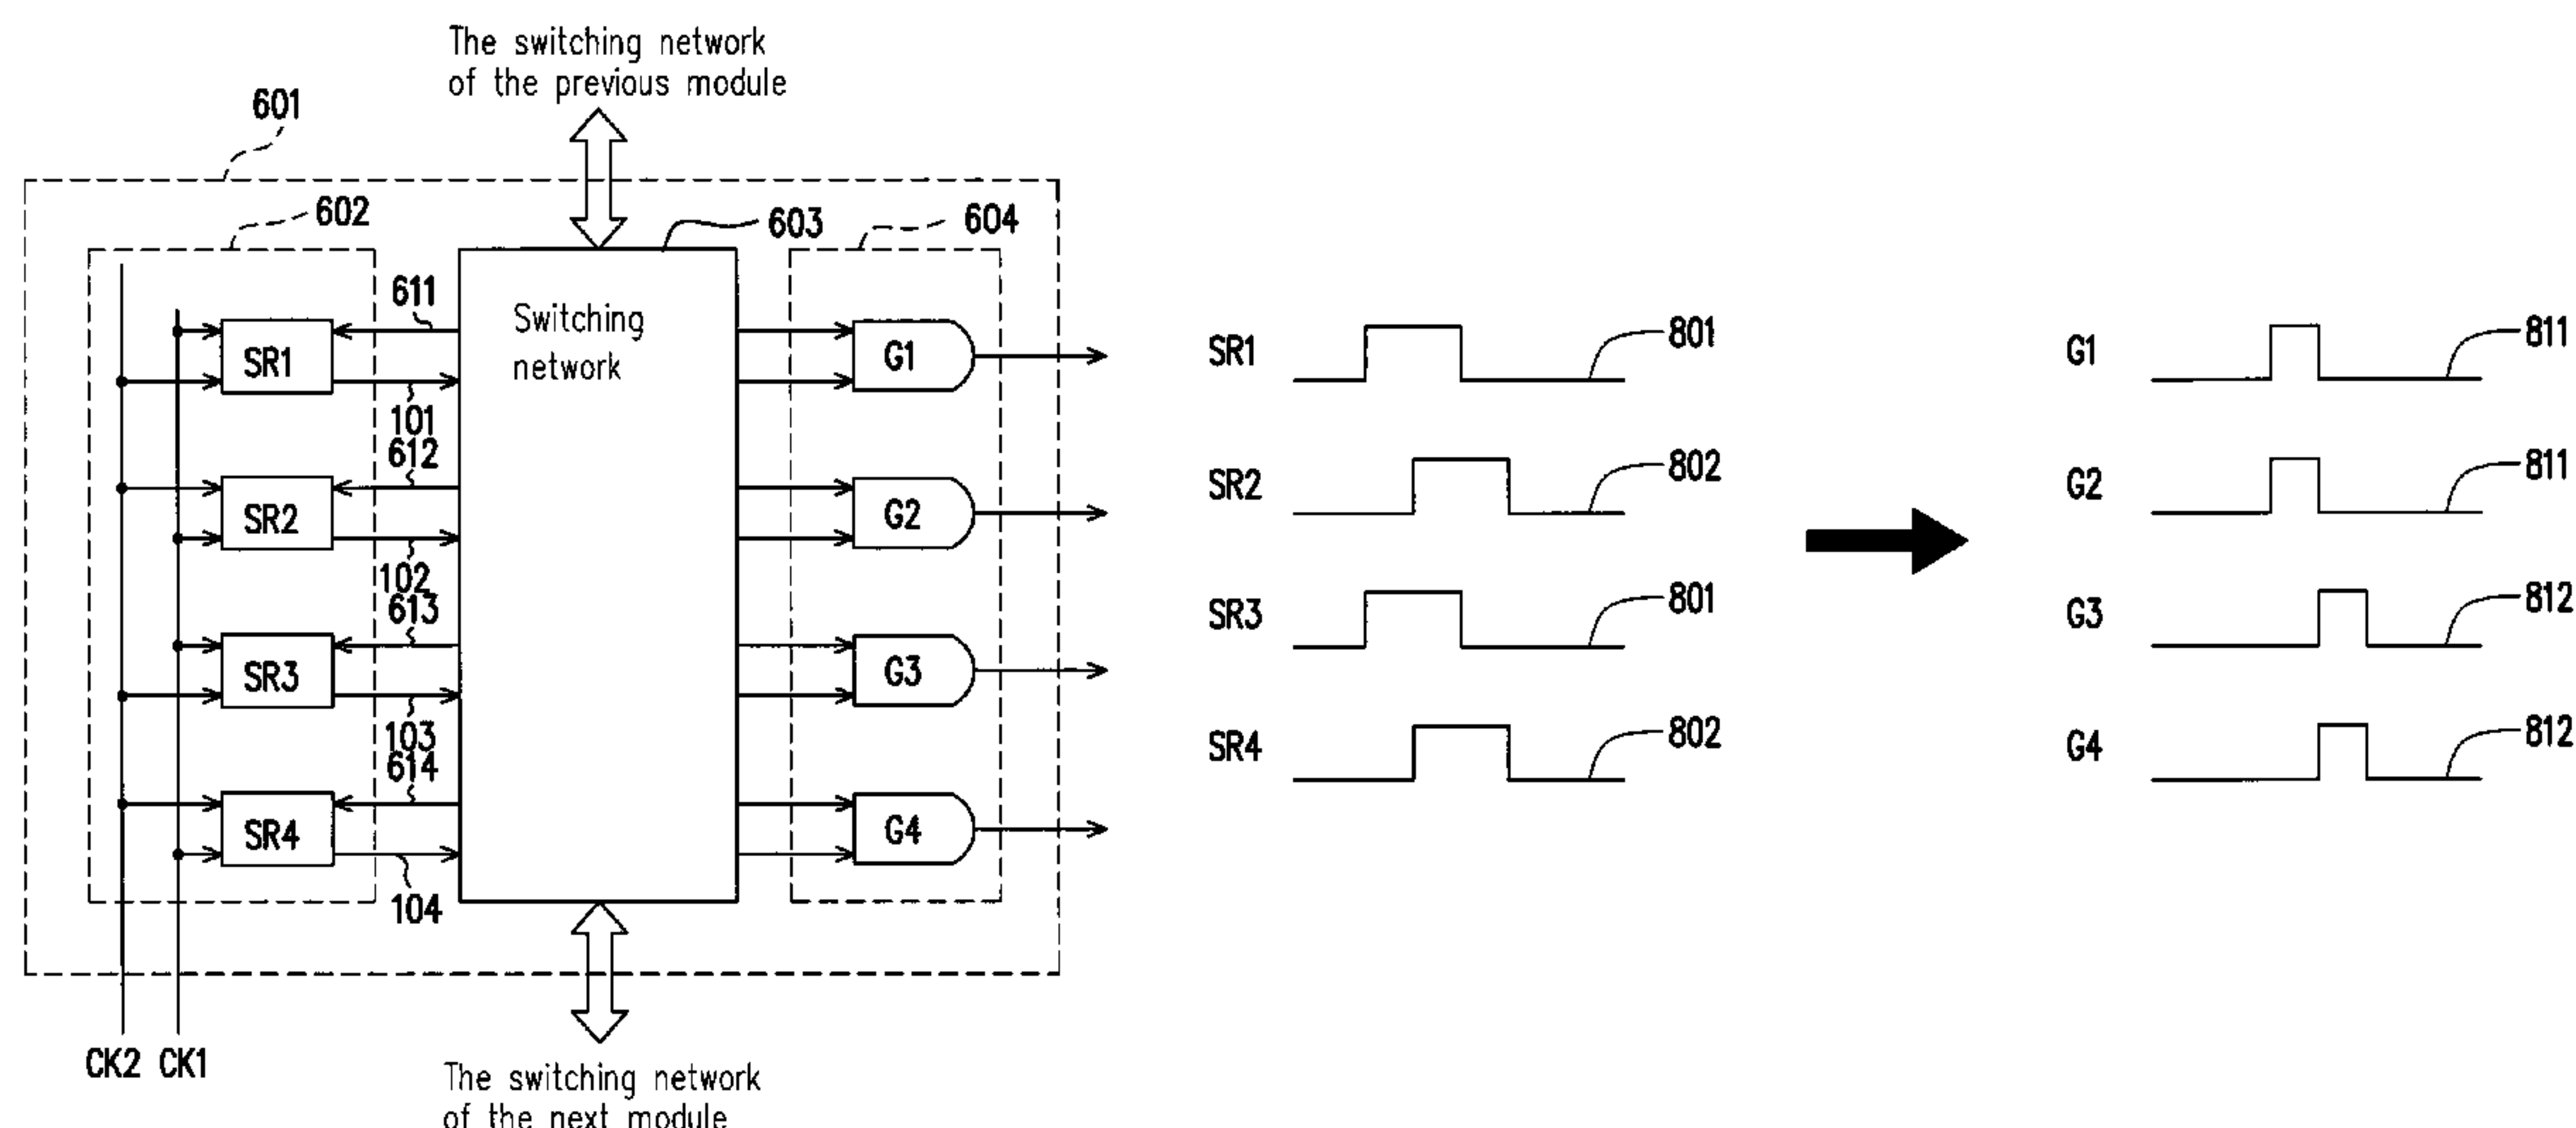 The switching network
of the previous module
601
602
603
604
611
Switching
network
SR1
G1
101
612
SR2
G2
102
613
SR3
G3
103
614
SR4
G4
104
CK2 CK1
The switching network
of the next module
SR1
801
SR2
802
SR3
801
SR4
802
G1
811
G2
811
G3
812
G4
812